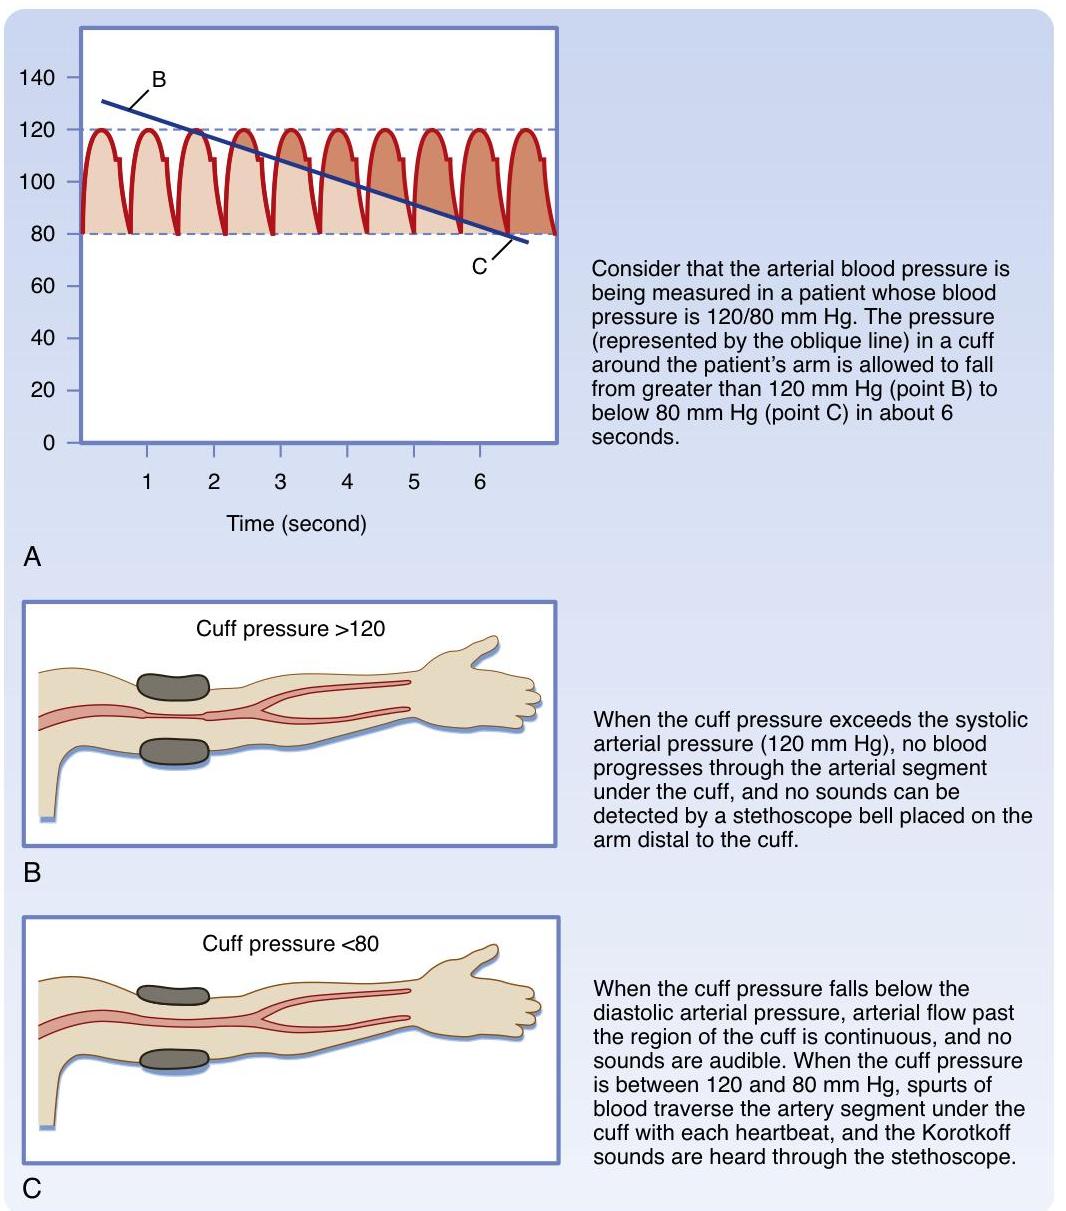 140
120
100
80
60
40
20
0
B
C
1 2 3 4 5 6
Time (second)
A
Consider that the arterial blood pressure is
being measured in a patient whose blood
pressure is 120/80 mm Hg. The pressure
(represented by the oblique line) in a cuff
around the patient's arm is allowed to fall
from greater than 120 mm Hg (point B) to
below 80 mm Hg (point C) in about 6
seconds.
Cuff pressure >120
B
When the cuff pressure exceeds the systolic
arterial pressure (120 mm Hg), no blood
progresses through the arterial segment
under the cuff, and no sounds can be
detected by a stethoscope bell placed on the
arm distal to the cuff.
Cuff pressure <80
C
When the cuff pressure falls below the
diastolic arterial pressure, arterial flow past
the region of the cuff is continuous, and no
sounds are audible. When the cuff pressure
is between 120 and 80 mm Hg, spurts of
blood traverse the artery segment under the
cuff with each heartbeat, and the Korotkoff
sounds are heard through the stethoscope.